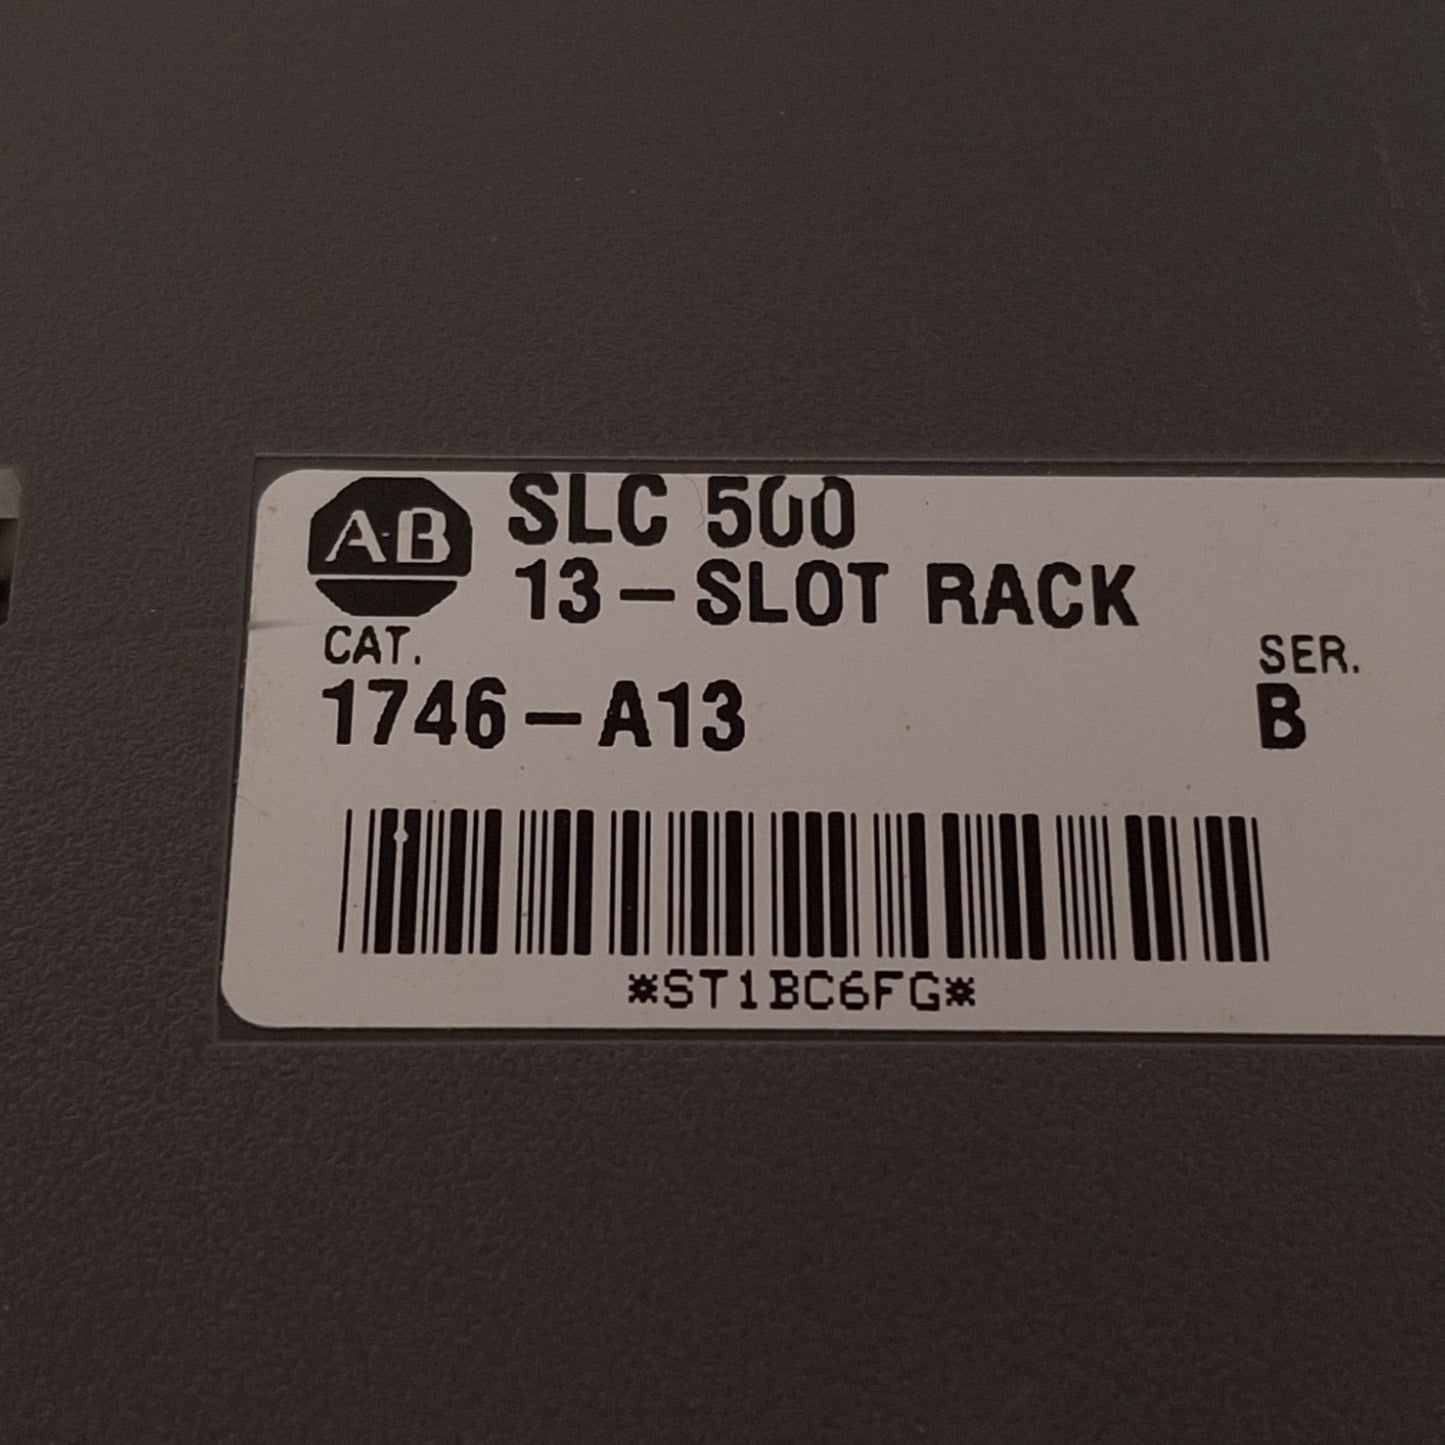 A-B
SLC 500
13-SLOT RACK
CAT.
SER.
1746-A13
B
*ST1BC6FG*